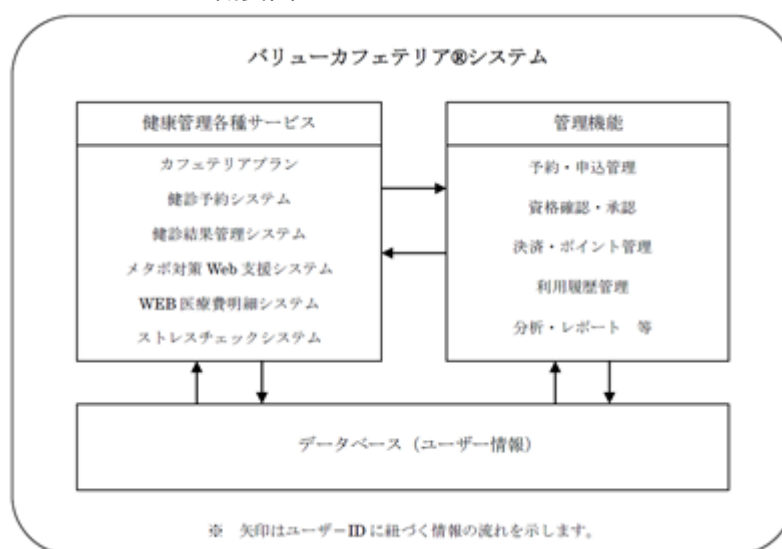 バリューカフェテリア®システム
健康管理各種サービス
カフェテリアプラン
健診予約システム
健診結果管理システム
メタボ対策 Web 支援システム
WEB 医療費明細システム
ストレスチェックシステム
管理機能
予約・申込管理
資格確認・承認
決済・ポイント管理
利用履歴管理
分析・レポート 等
データベース(ユーザー情報)
※ 矢印はユーザーIDに紐づく情報の流れを示します。